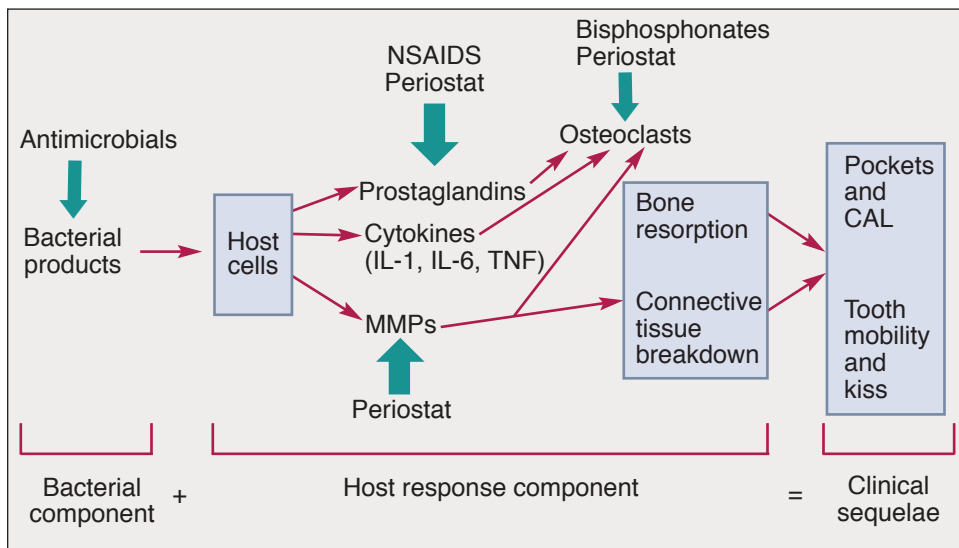 Antimicrobials
Bacterial
products
NSAIDS
Periostat
Bisphosphonates
Periostat
Host
cells
Prostaglandins
Cytokines
(IL-1, IL-6, TNF)
MMPs
Periostat
Osteoclasts
Bone
resorption
Connective
tissue
breakdown
Pockets
and
CAL
Tooth
mobility
and
kiss
Bacterial
component
+
Host response component
=
Clinical
sequelae